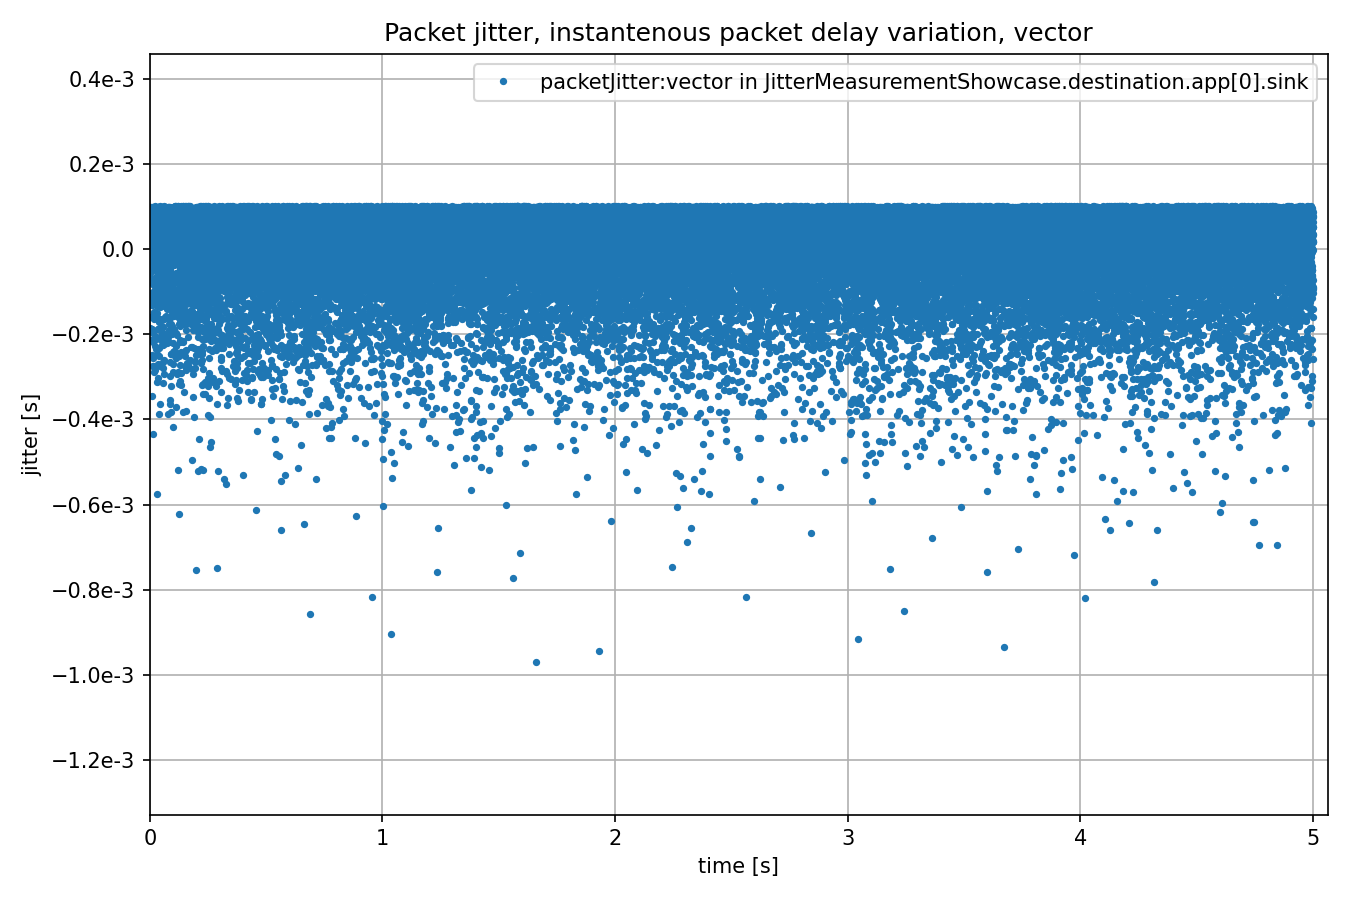 Packet jitter, instantenous packet delay variation, vector
packetJitter:vector in JitterMeasurementShowcase.destination.app[0].sink
0.4e-3
0.2e-3
0.0
−0.2e-3
−0.4e-3
−0.6e-3
−0.8e-3
−1.0e-3
−1.2e-3
jitter [s]
0 1 2 3 4 5
time [s]